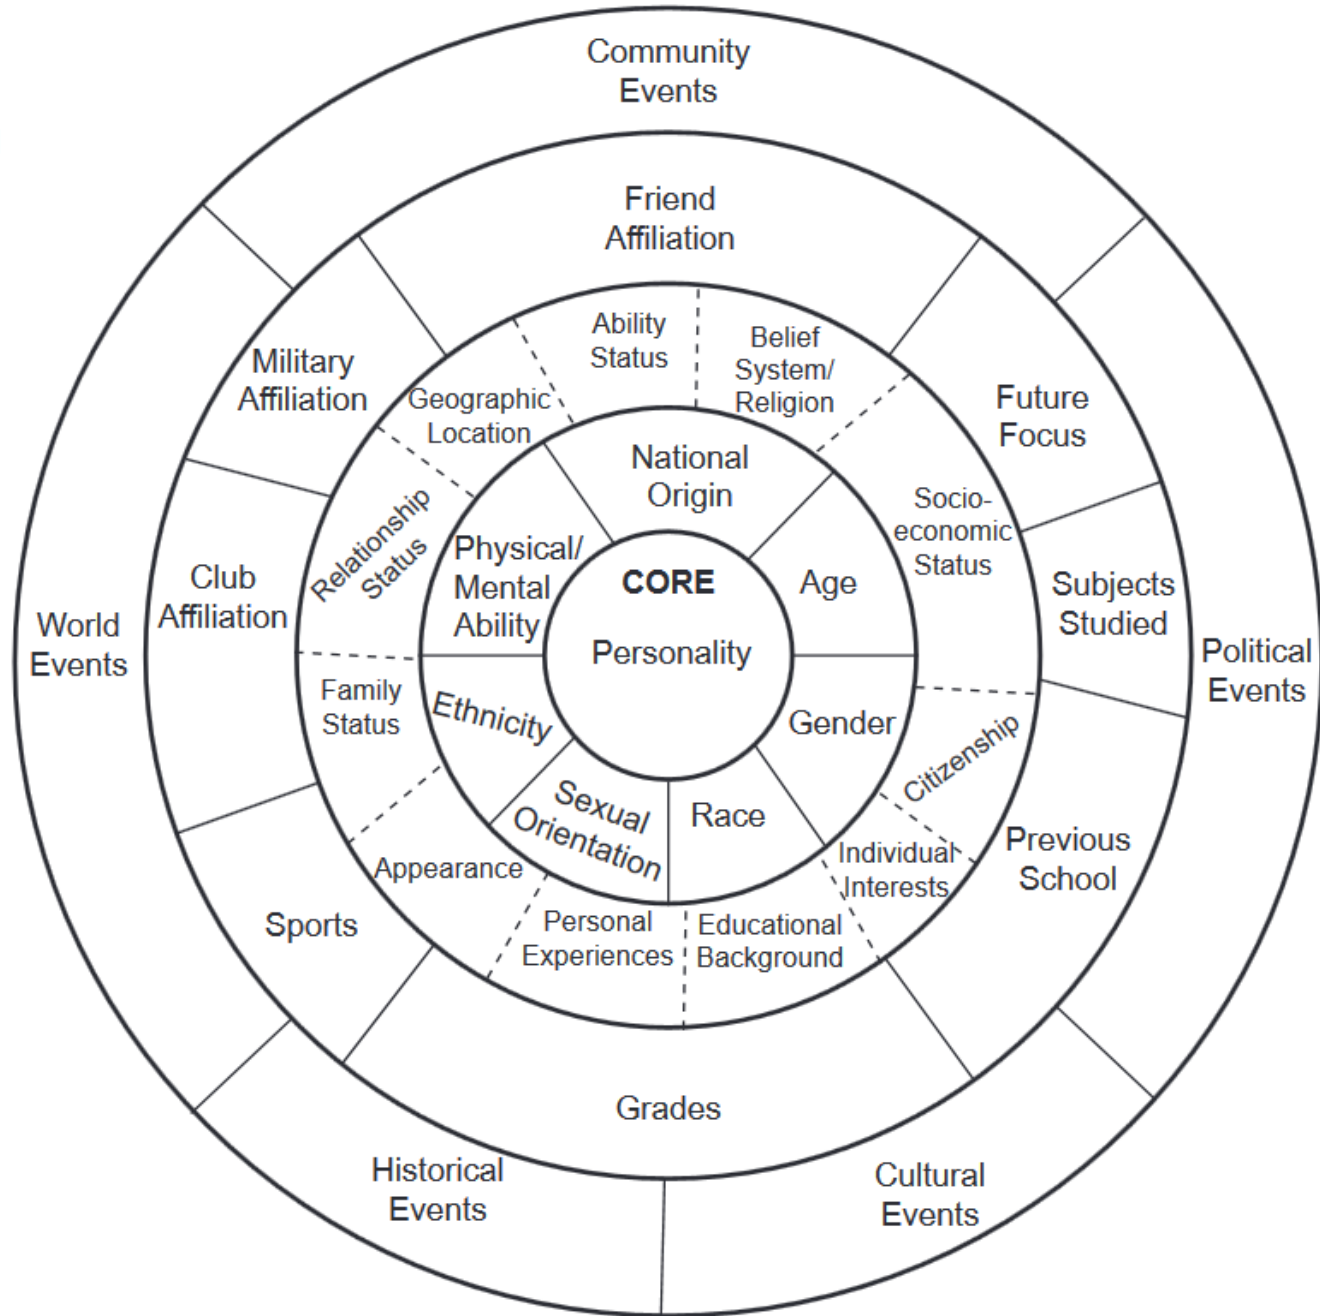 Community
Events
Friend
Affiliation
Ability
Status
Belief
System/
Religion
Military
Affiliation
Geographic
Location
Future
Focus
National
Origin
Socio-
economic
Status
Relationship
Status
Physical/
Mental
Ability
CORE
Personality
Age
Club
Affiliation
Subjects
Studied
World
Events
Political
Events
Family
Status
Ethnicity
Gender
Citizenship
Sexual
Orientation
Race
Individual
Interests
Previous
School
Appearance
Personal
Experiences
Educational
Background
Sports
Grades
Historical
Events
Cultural
Events